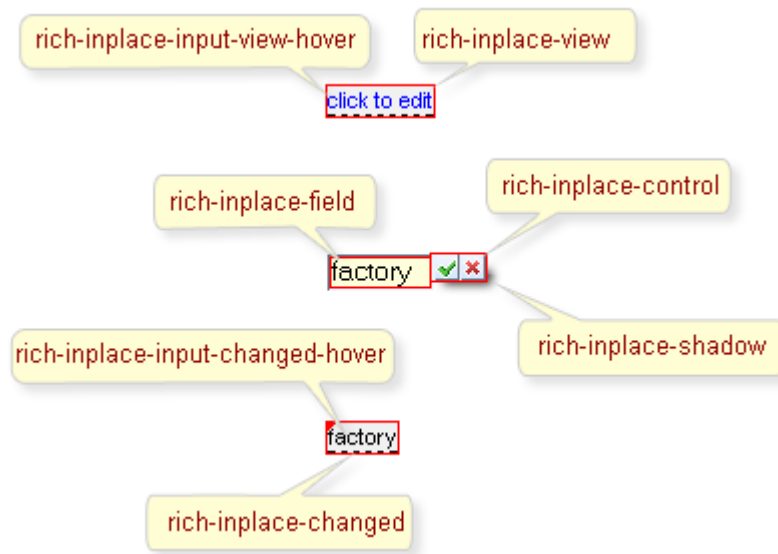 rich-inplace-input-view-hover
rich-inplace-view
click to edit
rich-inplace-field
rich-inplace-control
factory
rich-inplace-shadow
rich-inplace-input-changed-hover
factory
rich-inplace-changed